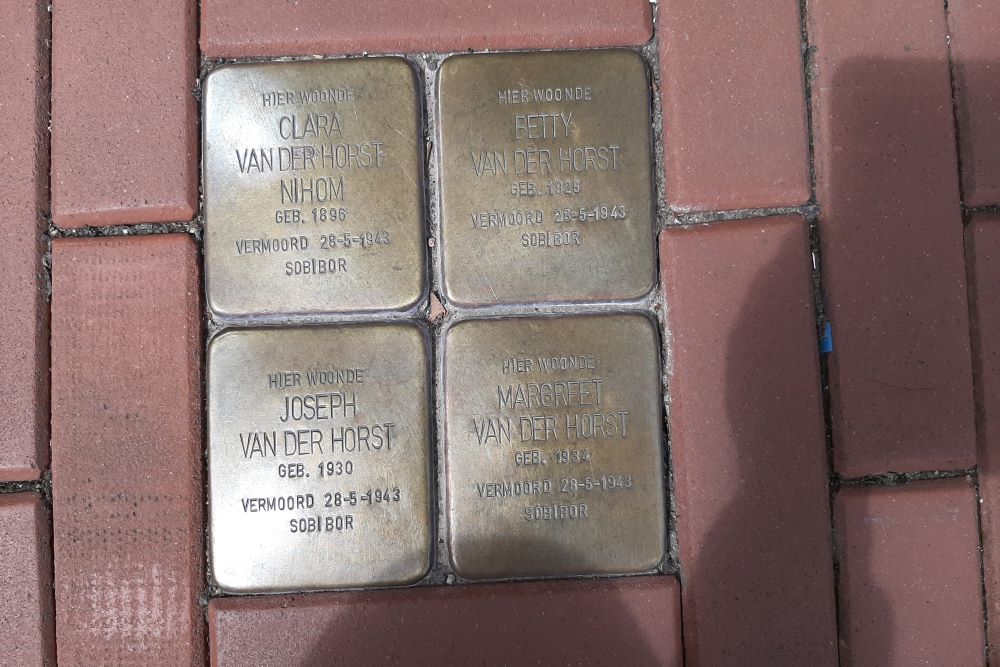 HIER WOONDE
CLARA
VAN DER HORST-
NIHOM
GEB. 1896
VERMOORD 28-5-1943
SOBIBOR
HIER WOONDE
BETTY
VAN DER HORST
GEB. 1928
VERMOORD 28-5-1943
SOBIBOR
HIER WOONDE
JOSEPH
VAN DER HORST
GEB. 1930
VERMOORD 28-5-1943
SOBIBOR
HIER WOONDE
MARGREET
VAN DER HORST
GEB. 1934
VERMOORD 28-5-1943
SOBIBOR